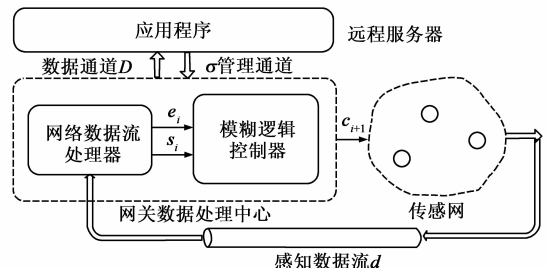 应用程序
远程服务器
数据通道D
σ管理通道
网络数据流
处理器
e_i
s_i
模糊逻辑
控制器
c_{i+1}
网关数据处理中心
传感网
感知数据流d